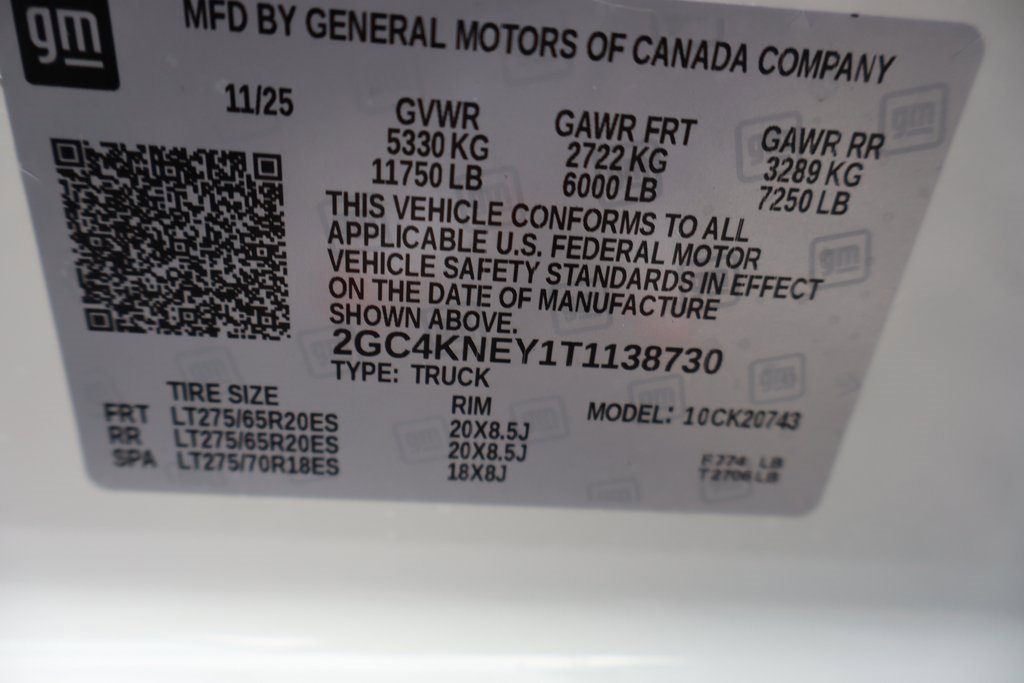 gm
MFD BY GENERAL MOTORS OF CANADA COMPANY
11/25
GVWR
5330 KG
11750 LB
GAWR FRT
2722 KG
6000 LB
GAWR RR
3289 KG
7250 LB
THIS VEHICLE CONFORMS TO ALL
APPLICABLE U.S. FEDERAL MOTOR
VEHICLE SAFETY STANDARDS IN EFFECT
ON THE DATE OF MANUFACTURE
SHOWN ABOVE.
2GC4KNEY1T1138730
TYPE: TRUCK
TIRE SIZE RIM MODEL: 10CK20743
FRT LT275/65R20ES 20X8.5J
RR LT275/65R20ES 20X8.5J
SPA LT275/70R18ES 18X8J
LB
LB